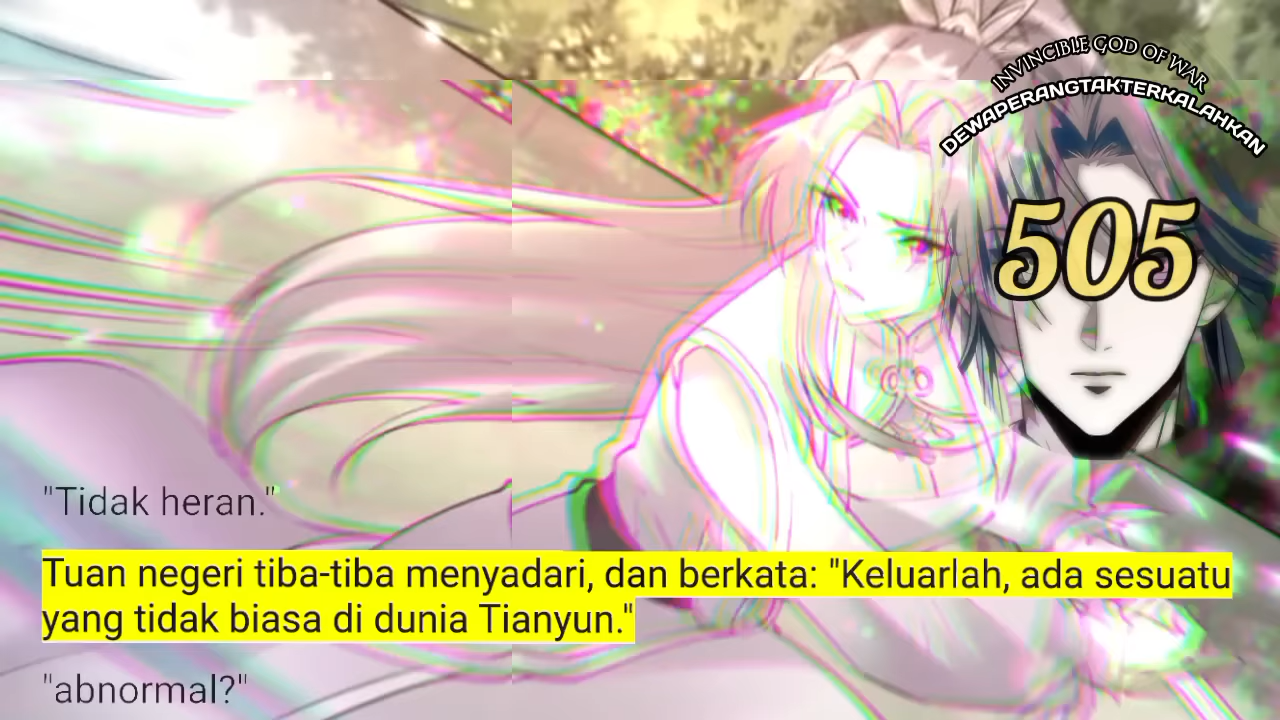 INVINCIBLE GOD OF WAR
DEWAPERANGTAKTERKALAHKAN
505
"Tidak heran."
Tuan negeri tiba-tiba menyadari, dan berkata: "Keluarlah, ada sesuatu
yang tidak biasa di dunia Tianyun."
"abnormal?"